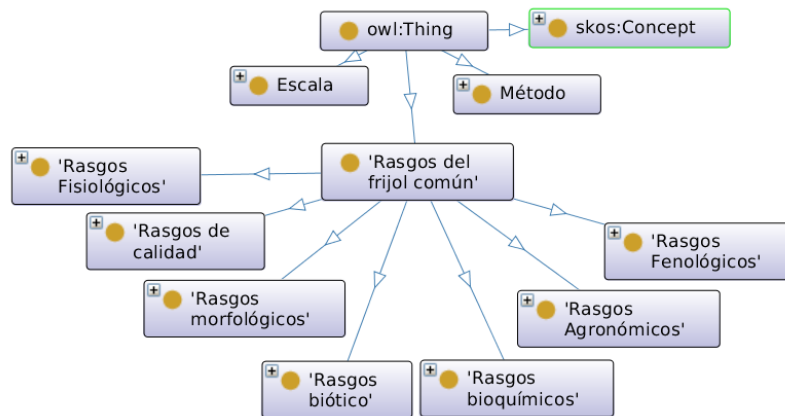 owl:Thing
skos:Concept
Escala
Método
'Rasgos del
frijol común'
'Rasgos
Fisiológicos'
'Rasgos de
calidad'
'Rasgos
Fenológicos'
'Rasgos
morfológicos'
'Rasgos
Agronómicos'
'Rasgos
biótico'
'Rasgos
bioquímicos'